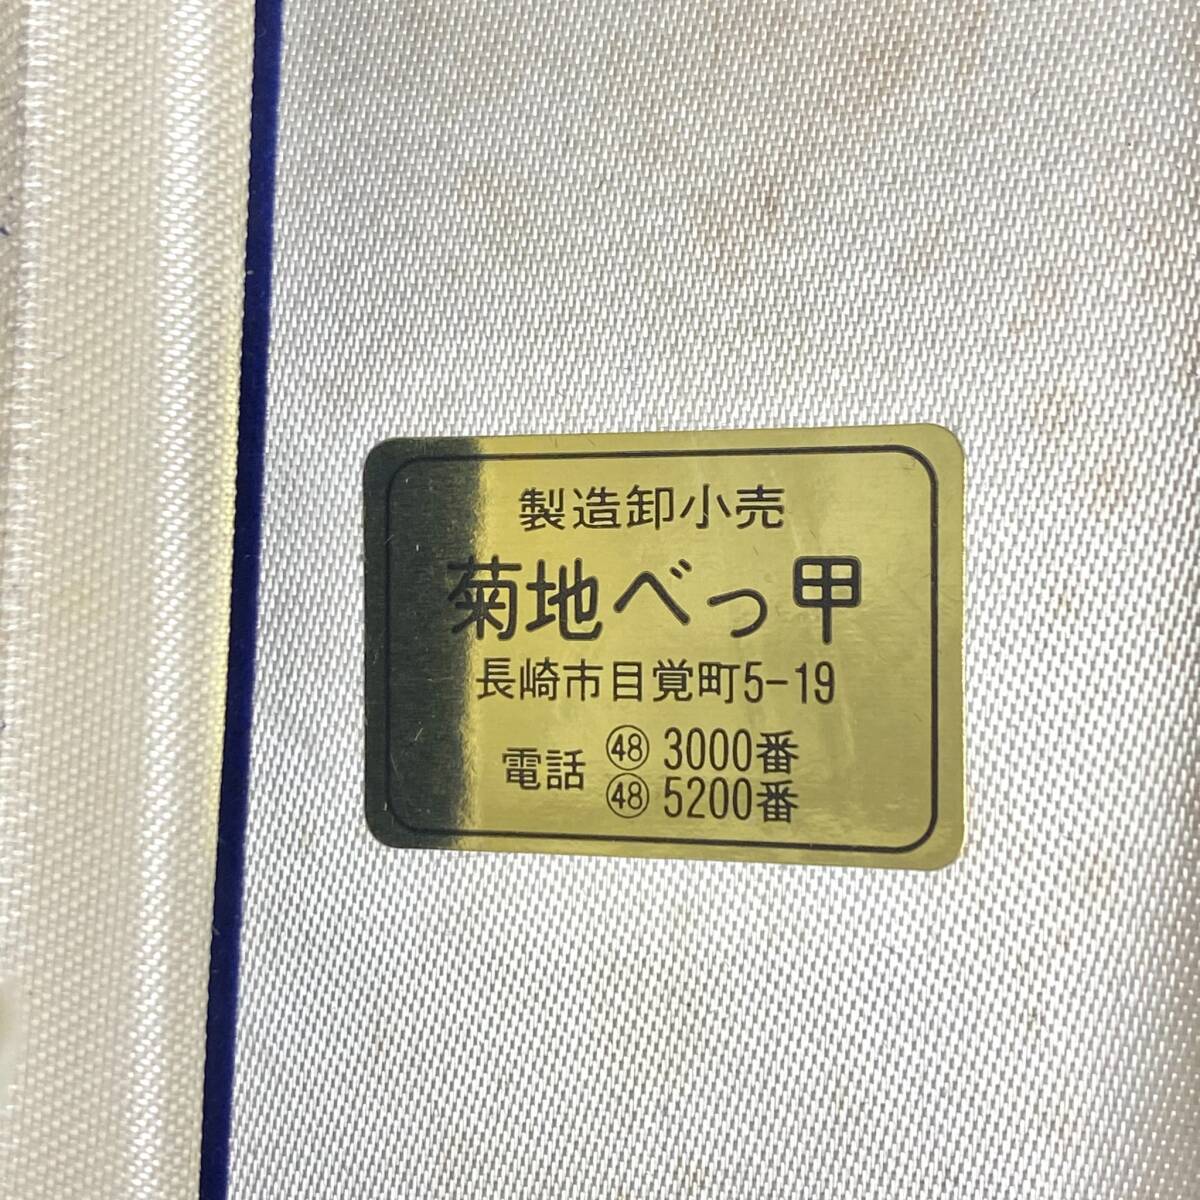 製造卸小売
菊地べっ甲
長崎市目覚町5-19
電話 ㊽ 3000番
㊽ 5200番